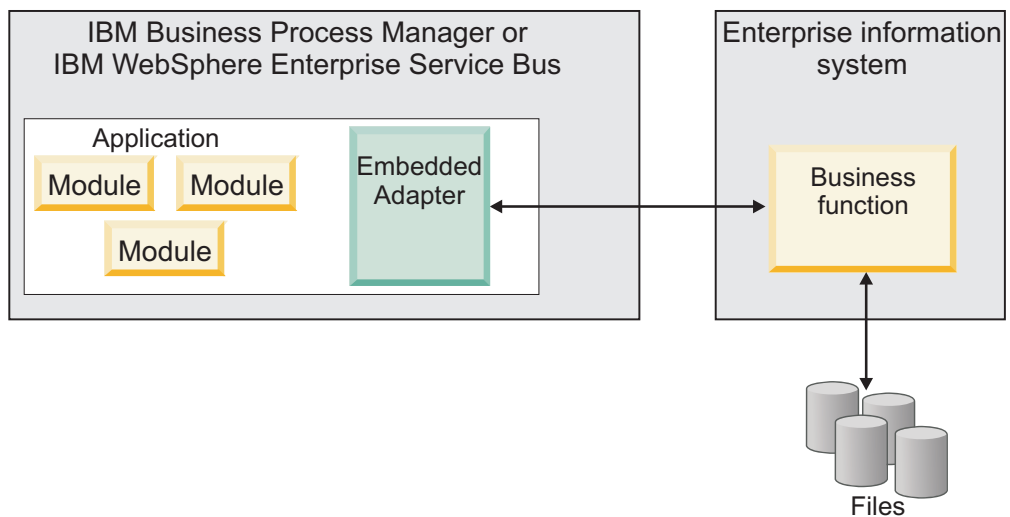 IBM Business Process Manager or
IBM WebSphere Enterprise Service Bus
Application
Module
Module
Module
Embedded
Adapter
Enterprise information
system
Business
function
Files